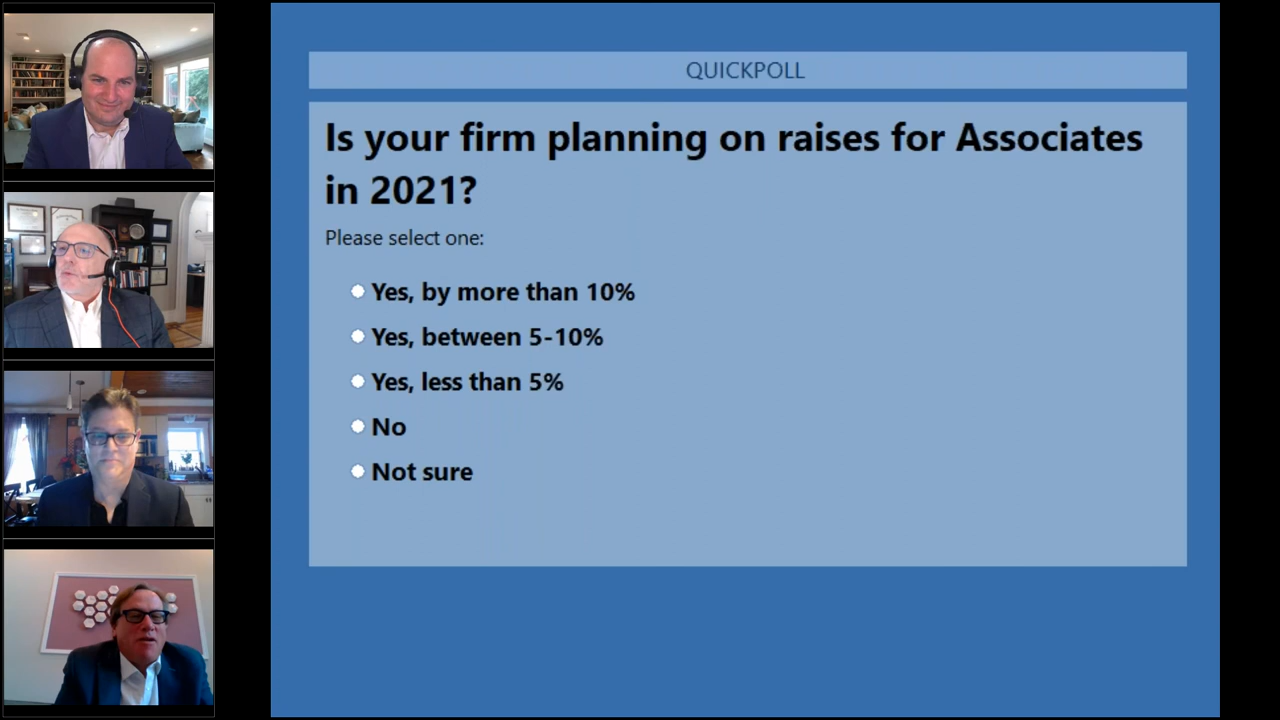 QUICKPOLL
Is your firm planning on raises for Associates
in 2021?
Please select one:
Yes, by more than 10%
Yes, between 5-10%
Yes, less than 5%
No
Not sure